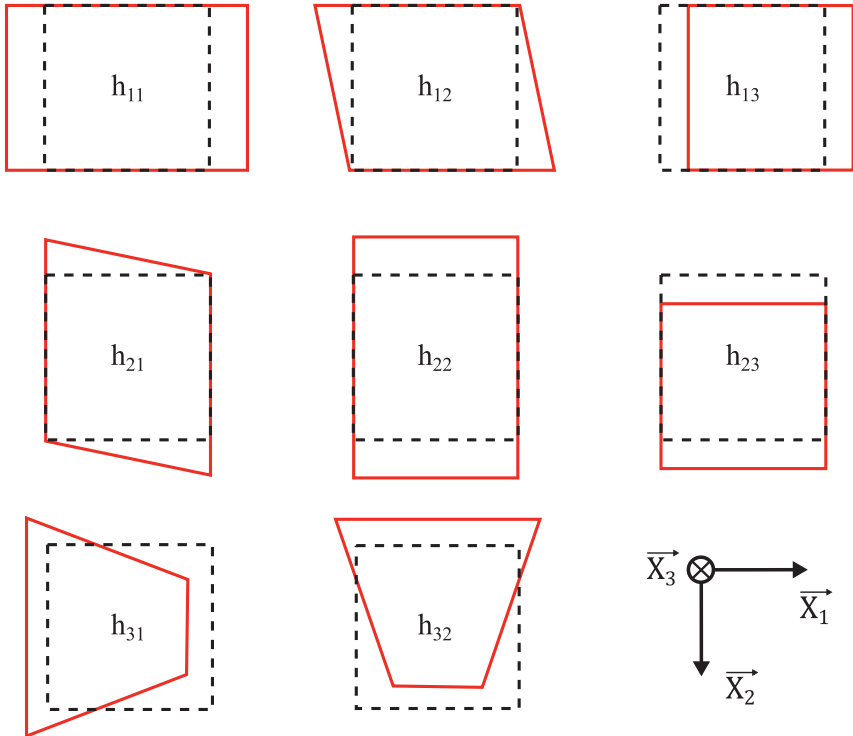 h₁₁ h₁₂ h₁₃
h₂₁ h₂₂ h₂₃
h₃₁ h₃₂
X₃
X₁
X₂